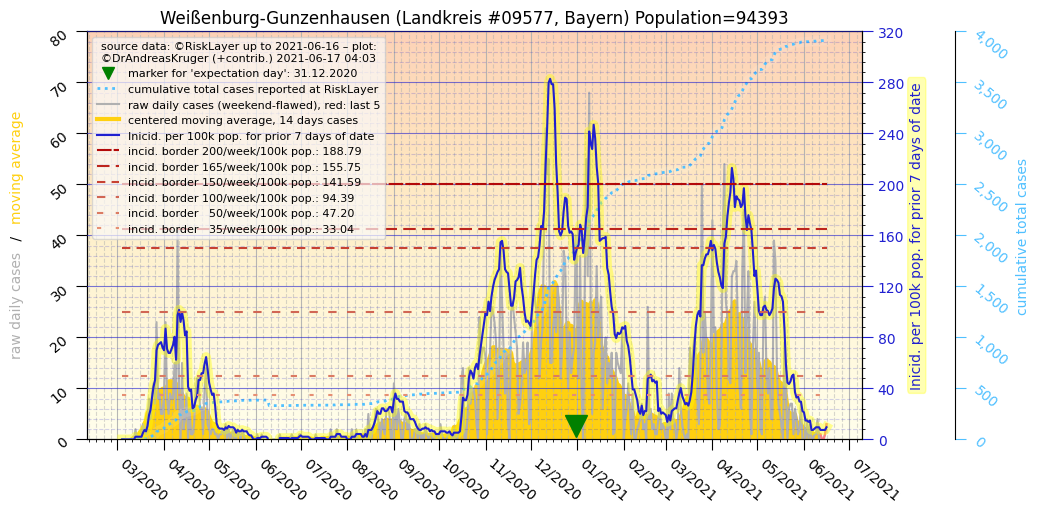 Weißenburg-Gunzenhausen (Landkreis #09577, Bayern) Population=94393
source data: ©RiskLayer up to 2021-06-16 – plot:
©DrAndreasKruger (+contrib.) 2021-06-17 04:03
marker for 'expectation day': 31.12.2020
cumulative total cases reported at RiskLayer
raw daily cases (weekend-flawed), red: last 5
centered moving average, 14 days cases
Inicid. per 100k pop. for prior 7 days of date
incid. border 200/week/100k pop.: 188.79
incid. border 165/week/100k pop.: 155.75
incid. border 150/week/100k pop.: 141.59
incid. border 100/week/100k pop.: 94.39
incid. border 50/week/100k pop.: 47.20
incid. border 35/week/100k pop.: 33.04
raw daily cases / moving average
80
70
60
50
40
30
20
10
0
320
280
240
200
160
120
80
40
0
Inicid. per 100k pop. for prior 7 days of date
4,000
3,500
3,000
2,500
2,000
1,500
1,000
500
0
cumulative total cases
03/2020
04/2020
05/2020
06/2020
07/2020
08/2020
09/2020
10/2020
11/2020
12/2020
01/2021
02/2021
03/2021
04/2021
05/2021
06/2021
07/2021